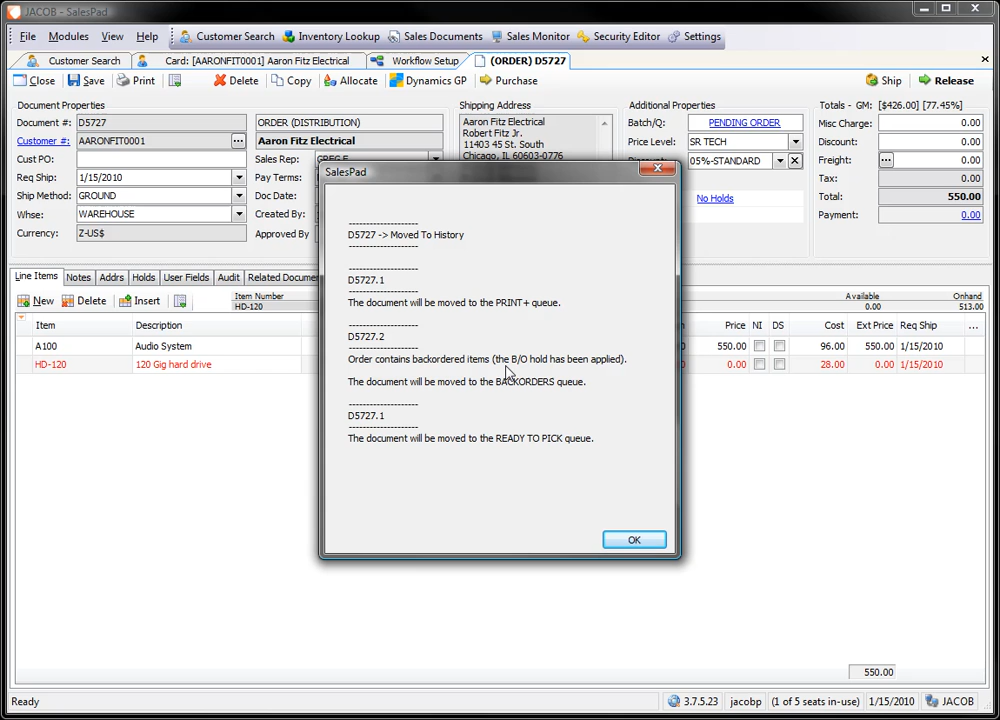 JACOB - SalesPad
File Modules View Help Customer Search Inventory Lookup Sales Documents Sales Monitor Security Editor Settings
Customer Search Card: [AARONFIT0001] Aaron Fitz Electrical Workflow Setup (ORDER) D5727
Close Save Print Delete Copy Allocate Dynamics GP Purchase Ship Release
Document Properties
Document #: D5727 ORDER (DISTRIBUTION)
Customer #: AARONFIT0001 ... Aaron Fitz Electrical
Cust PO: Sales Rep: GREG E
Req Ship: 1/15/2010 Pay Terms:
Ship Method: GROUND Doc Date:
Whse: WAREHOUSE Created By:
Currency: Z-US$ Approved By
Shipping Address
Aaron Fitz Electrical
Robert Fitz Jr.
11403 45 St. South
Chicago, IL 60603-0776
Additional Properties
Batch/Q: PENDING ORDER
Price Level: SR TECH
05%-STANDARD
No Holds
Totals - GM: [$426.00] [77.45%]
Misc Charge: 0.00
Discount: 0.00
Freight: ... 0.00
Tax: 0.00
Total: 550.00
Payment: 0.00
Line Items Notes Addrs Holds User Fields Audit Related Docume
New Delete Insert
Item Number
HD-120
Available
0.00
Onhand
513.00
Item Description Price NI DS Cost Ext Price Req Ship ...
A100 Audio System 550.00 96.00 550.00 1/15/2010
HD-120 120 Gig hard drive 0.00 28.00 0.00 1/15/2010
SalesPad
--------------------
D5727 -> Moved To History
--------------------
--------------------
D5727.1
--------------------
The document will be moved to the PRINT+ queue.
--------------------
D5727.2
--------------------
Order contains backordered items (the B/O hold has been applied).
The document will be moved to the BACKORDERS queue.
--------------------
D5727.1
--------------------
The document will be moved to the READY TO PICK queue.
OK
550.00
Ready 3.7.5.23 jacobp (1 of 5 seats in-use) 1/15/2010 JACOB